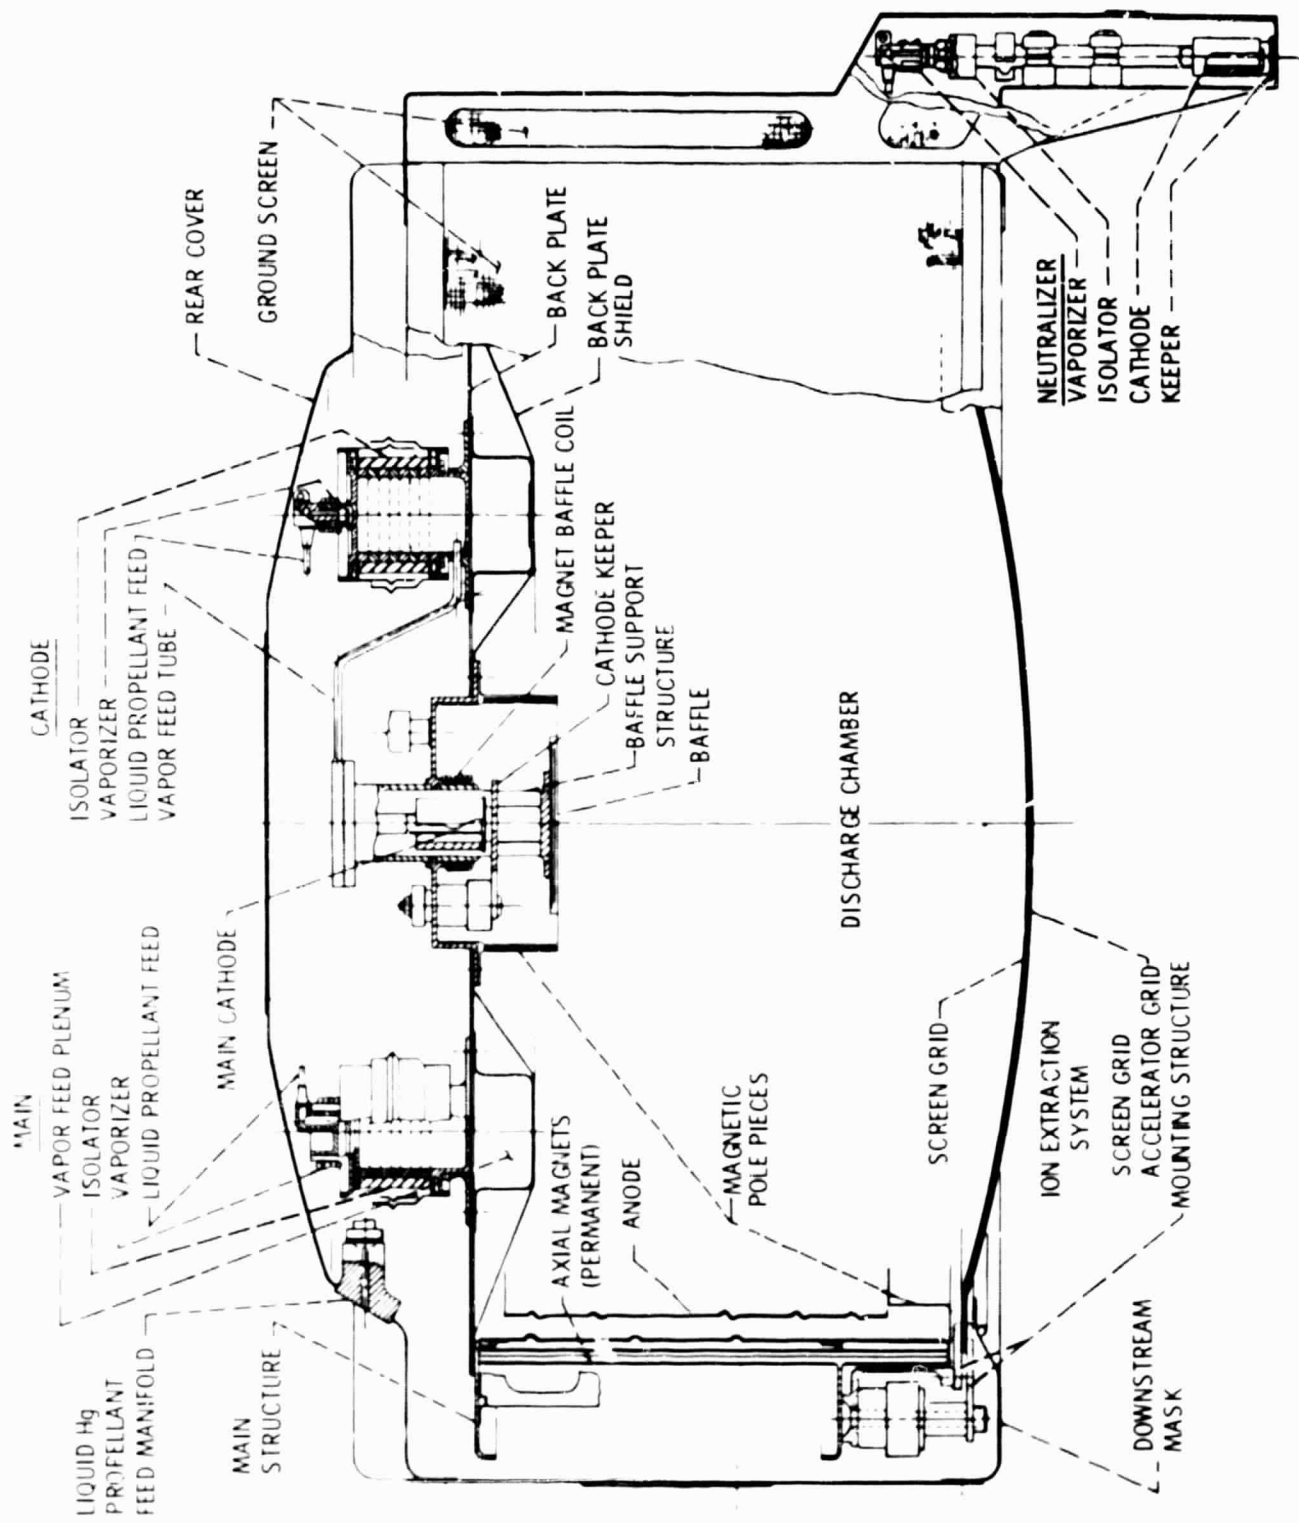 MAIN
VAPOR FEED PLENUM
ISOLATOR
VAPORIZER
LIQUID PROPELLANT FEED
LIQUID Hg
PROPELLANT
FEED MANIFOLD
MAIN
STRUCTURE
MAIN CATHODE
CATHODE
ISOLATOR
VAPORIZER
LIQUID PROPELLANT FEED
VAPOR FEED TUBE
REAR COVER
GROUND SCREEN
BACK PLATE
BACK PLATE
SHIELD
MAGNET BAFFLE COIL
CATHODE KEEPER
BAFFLE SUPPORT
STRUCTURE
BAFFLE
AXIAL MAGNETS
(PERMANENT)
ANODE
MAGNETIC
POLE PIECES
DISCHARGE CHAMBER
SCREEN GRID
ION EXTRACTION
SYSTEM
SCREEN GRID
ACCELERATOR GRID
MOUNTING STRUCTURE
DOWNSTREAM
MASK
NEUTRALIZER
VAPORIZER
ISOLATOR
CATHODE
KEEPER